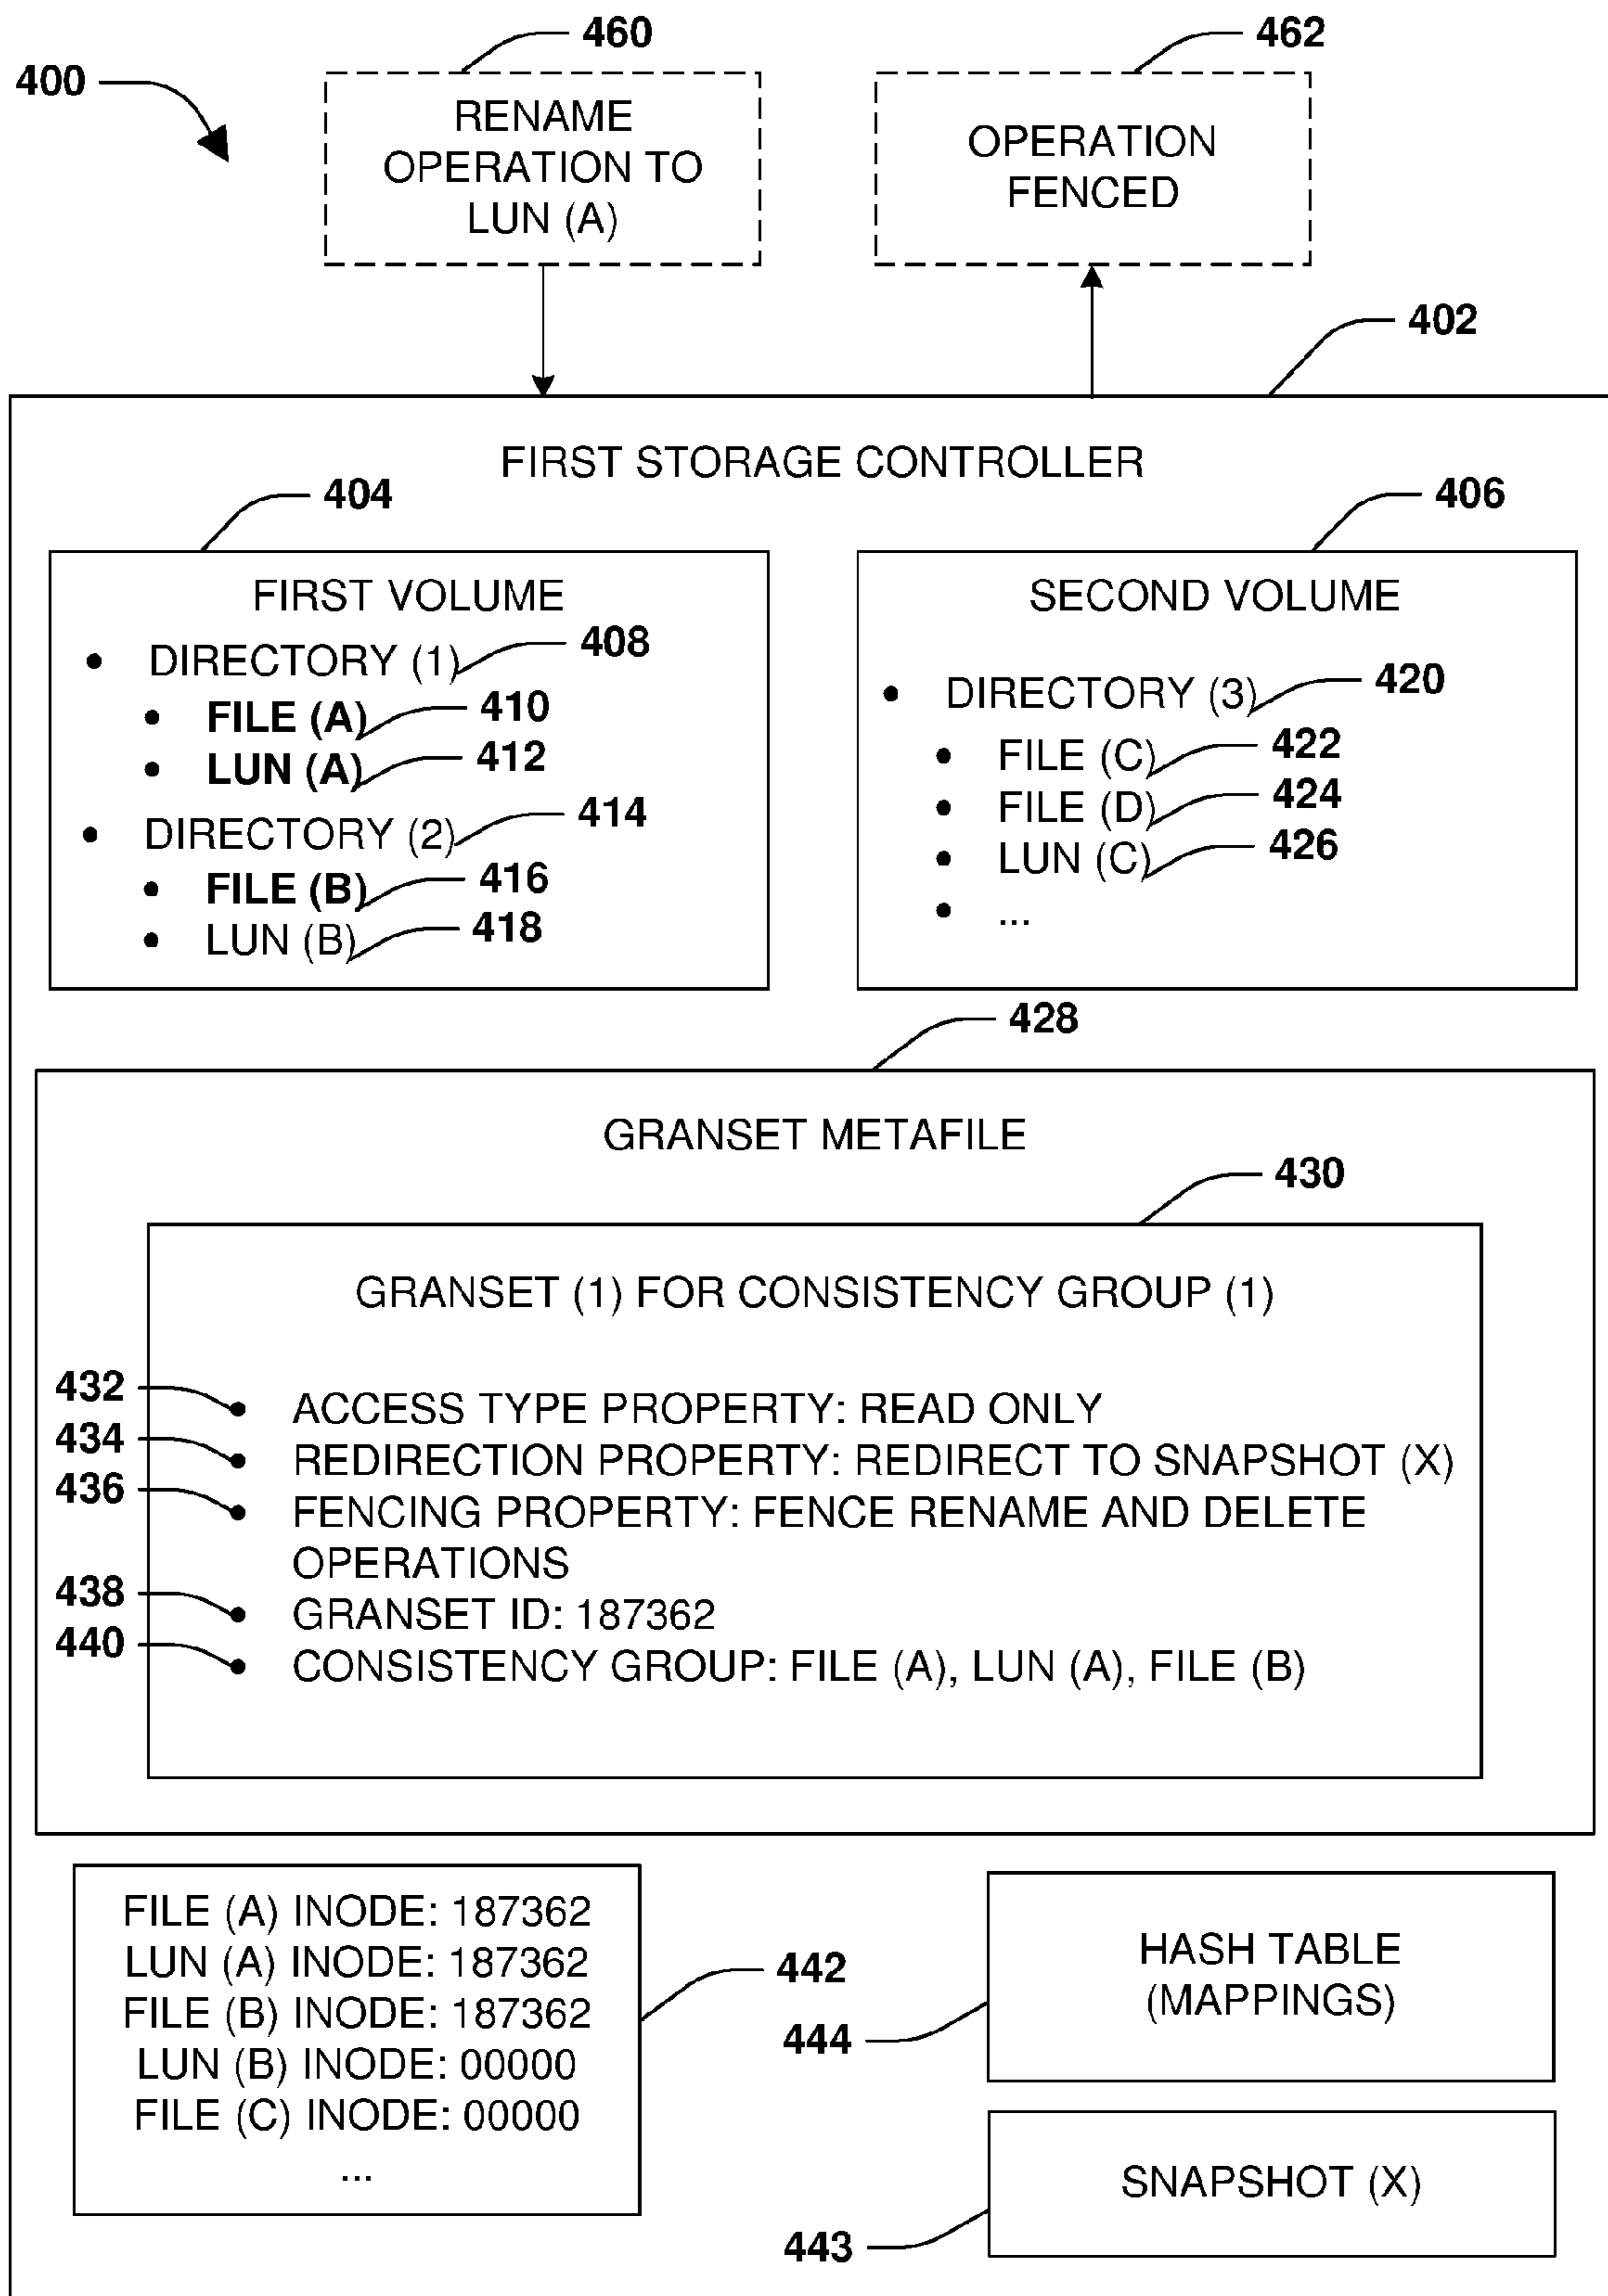 460
462
400
RENAME
OPERATION TO
LUN (A)
OPERATION
FENCED
402
FIRST STORAGE CONTROLLER
404
406
FIRST VOLUME
• DIRECTORY (1) 408
• FILE (A) 410
• LUN (A) 412
• DIRECTORY (2) 414
• FILE (B) 416
• LUN (B) 418
SECOND VOLUME
• DIRECTORY (3) 420
• FILE (C) 422
• FILE (D) 424
• LUN (C) 426
• ...
428
GRANSET METAFILE
430
GRANSET (1) FOR CONSISTENCY GROUP (1)
432 • ACCESS TYPE PROPERTY: READ ONLY
434 • REDIRECTION PROPERTY: REDIRECT TO SNAPSHOT (X)
436 • FENCING PROPERTY: FENCE RENAME AND DELETE
OPERATIONS
438 • GRANSET ID: 187362
440 • CONSISTENCY GROUP: FILE (A), LUN (A), FILE (B)
FILE (A) INODE: 187362
LUN (A) INODE: 187362
FILE (B) INODE: 187362
LUN (B) INODE: 00000
FILE (C) INODE: 00000
...
442
HASH TABLE
(MAPPINGS)
444
SNAPSHOT (X)
443